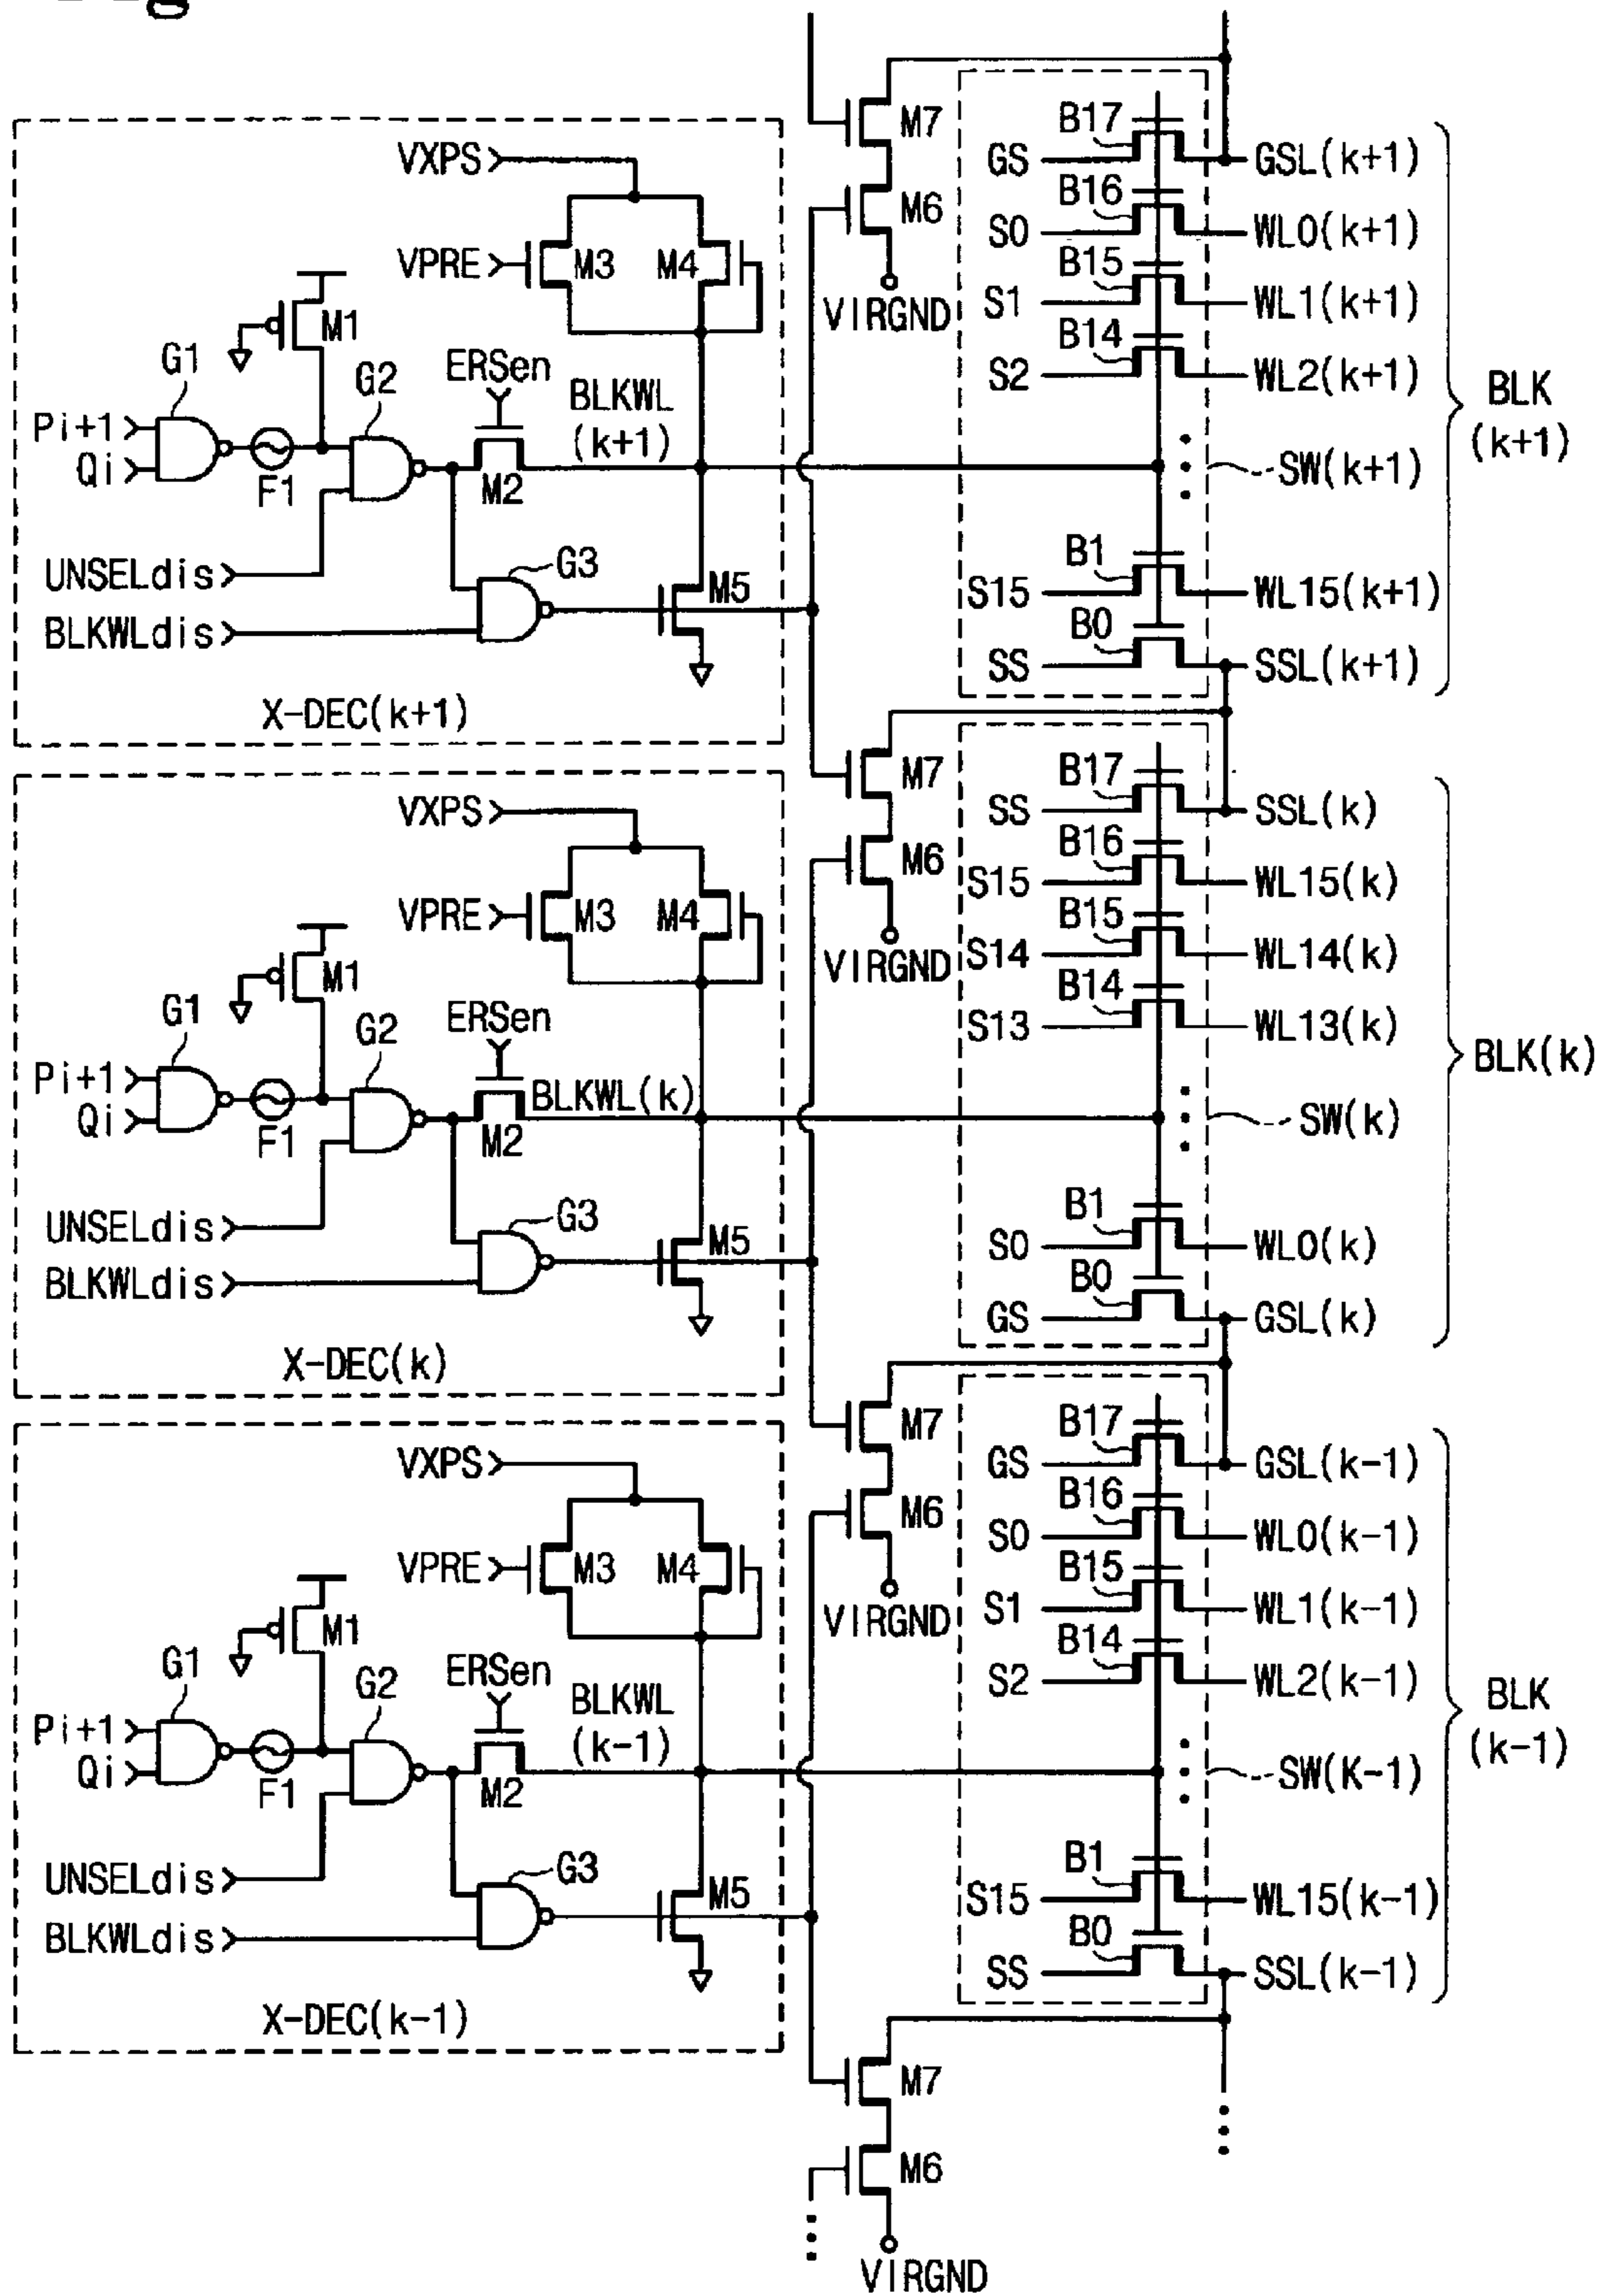 M7
B17
GS
GSL(k+1)
VXPS
M6
B16
S0
WL0(k+1)
VPRE
M3
M4
B15
S1
WL1(k+1)
VIRGND
M1
G1
G2
ERSen
B14
S2
WL2(k+1)
BLK
(k+1)
BLKWL
(k+1)
Pi+1
Qi
F1
M2
SW(k+1)
UNSELdis
G3
M5
B1
S15
WL15(k+1)
BLKWLdis
B0
SS
SSL(k+1)
X-DEC(k+1)
M7
B17
SS
SSL(k)
VXPS
M6
B16
S15
WL15(k)
VPRE
M3
M4
B15
S14
WL14(k)
VIRGND
M1
G1
G2
ERSen
B14
S13
WL13(k)
BLK(k)
Pi+1
Qi
F1
M2
BLKWL(k)
SW(k)
UNSELdis
G3
M5
B1
S0
WL0(k)
BLKWLdis
B0
GS
GSL(k)
X-DEC(k)
M7
B17
GS
GSL(k-1)
VXPS
M6
B16
S0
WL0(k-1)
VPRE
M3
M4
B15
S1
WL1(k-1)
VIRGND
M1
G1
G2
ERSen
B14
S2
WL2(k-1)
BLK
(k-1)
BLKWL
(k-1)
Pi+1
Qi
F1
M2
SW(K-1)
UNSELdis
G3
M5
B1
S15
WL15(k-1)
BLKWLdis
B0
SS
SSL(k-1)
X-DEC(k-1)
M7
M6
VIRGND